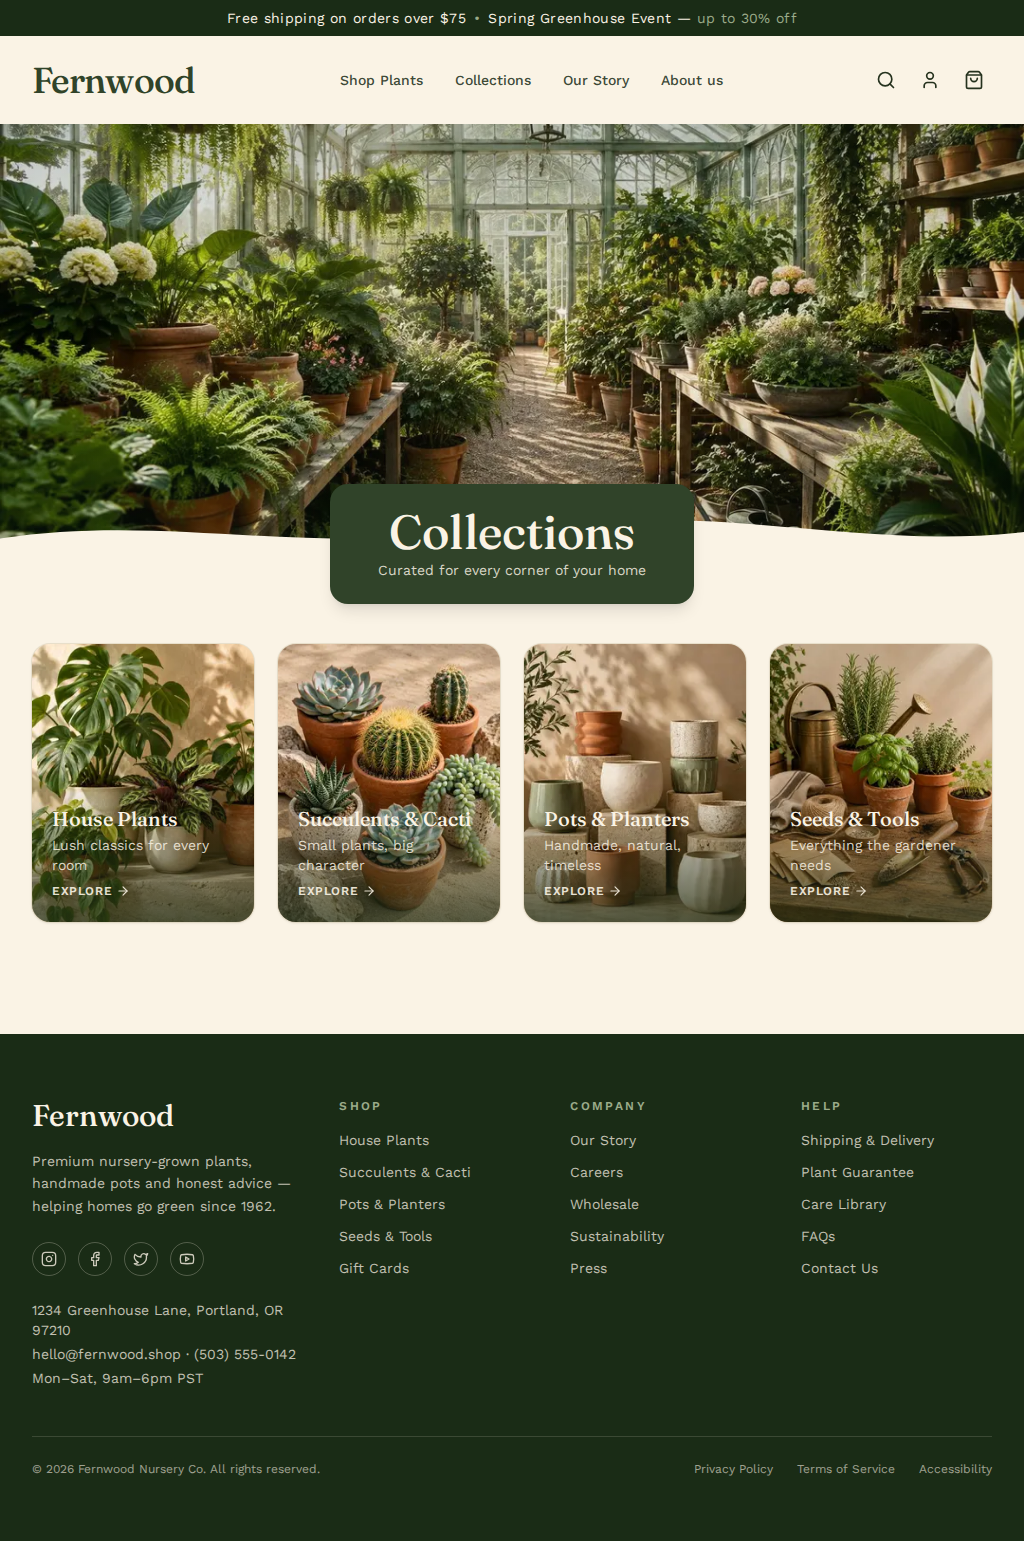 Free shipping on orders over $75 • Spring Greenhouse Event — up to 30% off
Fernwood
Shop Plants
Collections
Our Story
About us
Collections
Curated for every corner of your home
House Plants
Lush classics for every
room
EXPLORE →
Succulents & Cacti
Small plants, big
character
EXPLORE →
Pots & Planters
Handmade, natural,
timeless
EXPLORE →
Seeds & Tools
Everything the gardener
needs
EXPLORE →
Fernwood
Premium nursery-grown plants,
handmade pots and honest advice —
helping homes go green since 1962.
1234 Greenhouse Lane, Portland, OR
97210
hello@fernwood.shop · (503) 555-0142
Mon–Sat, 9am–6pm PST
SHOP
House Plants
Succulents & Cacti
Pots & Planters
Seeds & Tools
Gift Cards
COMPANY
Our Story
Careers
Wholesale
Sustainability
Press
HELP
Shipping & Delivery
Plant Guarantee
Care Library
FAQs
Contact Us
© 2026 Fernwood Nursery Co. All rights reserved.
Privacy Policy
Terms of Service
Accessibility